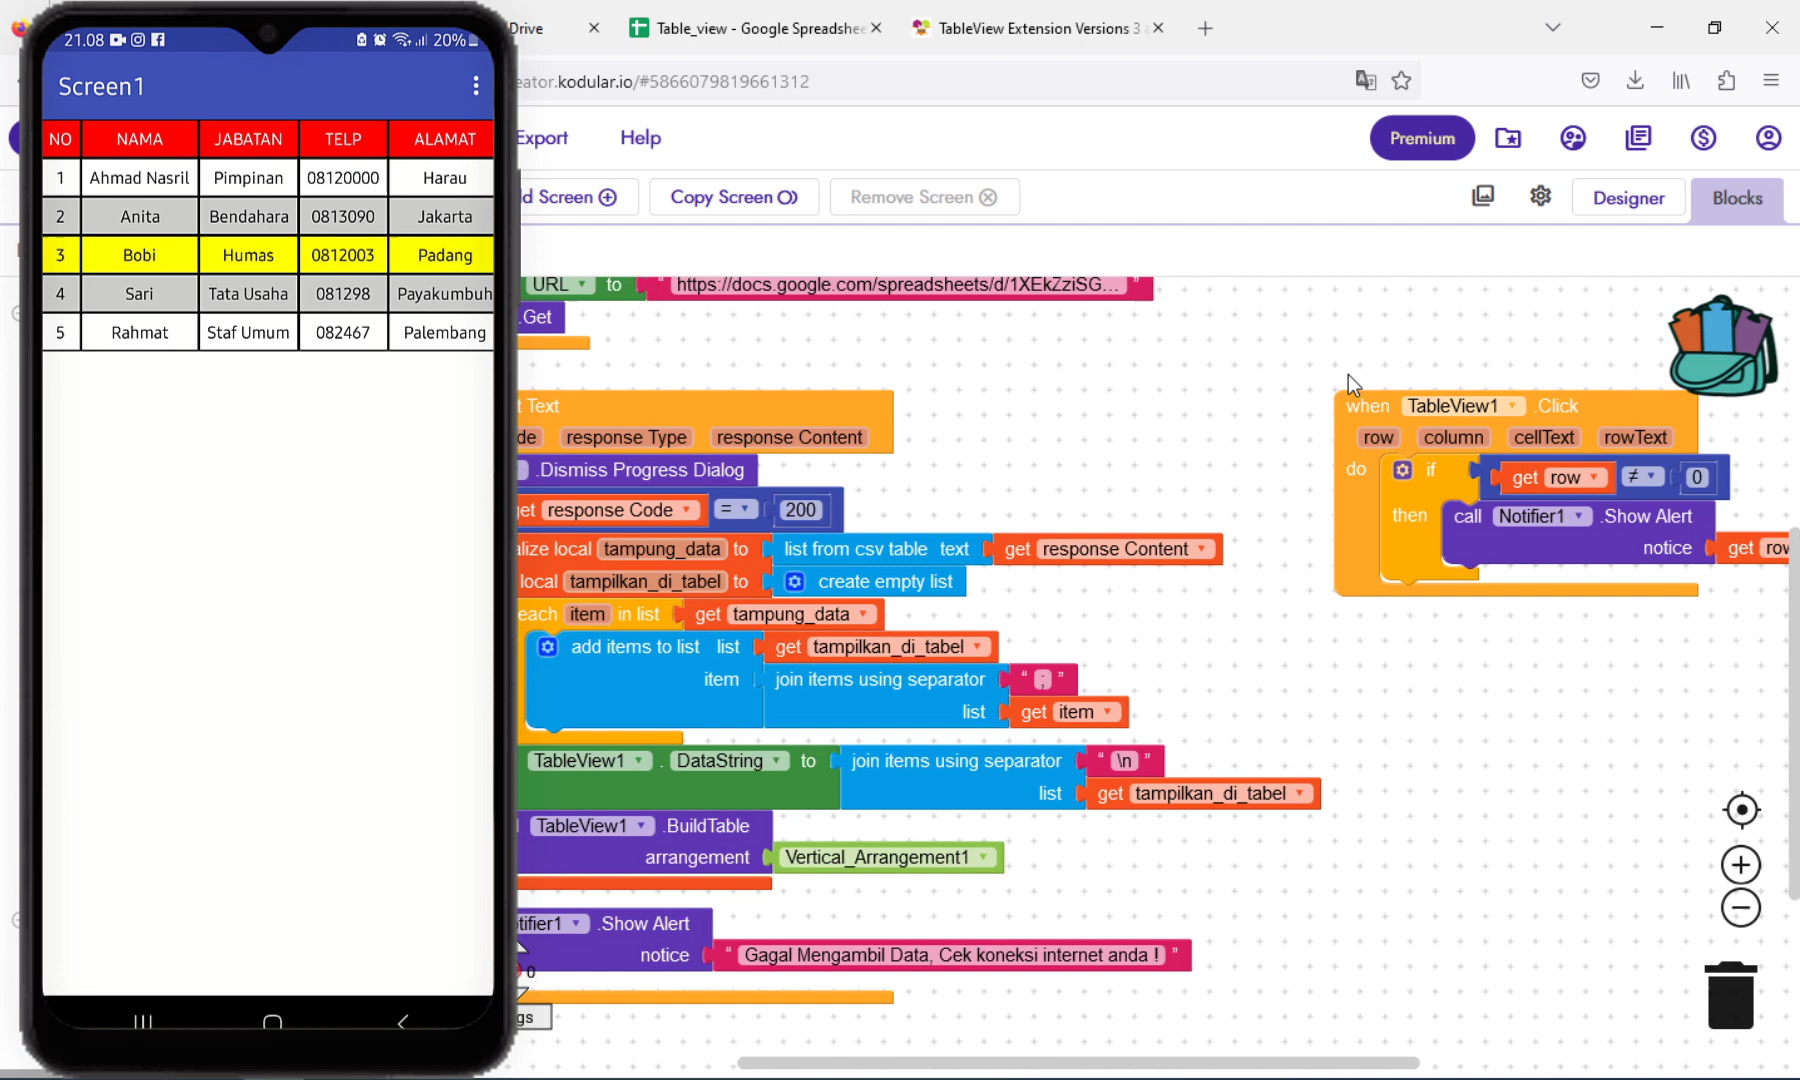 21.08 20%
Screen1
NO NAMA JABATAN TELP ALAMAT
1 Ahmad Nasril Pimpinan 08120000 Harau
2 Anita Bendahara 0813090 Jakarta
3 Bobi Humas 0812003 Padang
4 Sari Tata Usaha 081298 Payakumbuh
5 Rahmat Staf Umum 082467 Palembang
Drive
Table_view - Google Spreadshee
TableView Extension Versions 3
eator.kodular.io/#5866079819661312
Export Help Premium
ld Screen Copy Screen Remove Screen Designer Blocks
URL to “ https://docs.google.com/spreadsheets/d/1XEkZziSG... ”
.Get
t Text
de response Type response Content
.Dismiss Progress Dialog
get response Code = 200
alize local tampung_data to list from csv table text get response Content
local tampilkan_di_tabel to create empty list
each item in list get tampung_data
add items to list list get tampilkan_di_tabel
item join items using separator “ ; ”
list get item
TableView1 . DataString to join items using separator “ \n ”
list get tampilkan_di_tabel
TableView1 .BuildTable
arrangement Vertical_Arrangement1
tifier1 .Show Alert
notice “ Gagal Mengambil Data, Cek koneksi internet anda ! ”
0
gs
when TableView1 .Click
row column cellText rowText
do if get row ≠ 0
then call Notifier1 .Show Alert
notice get row